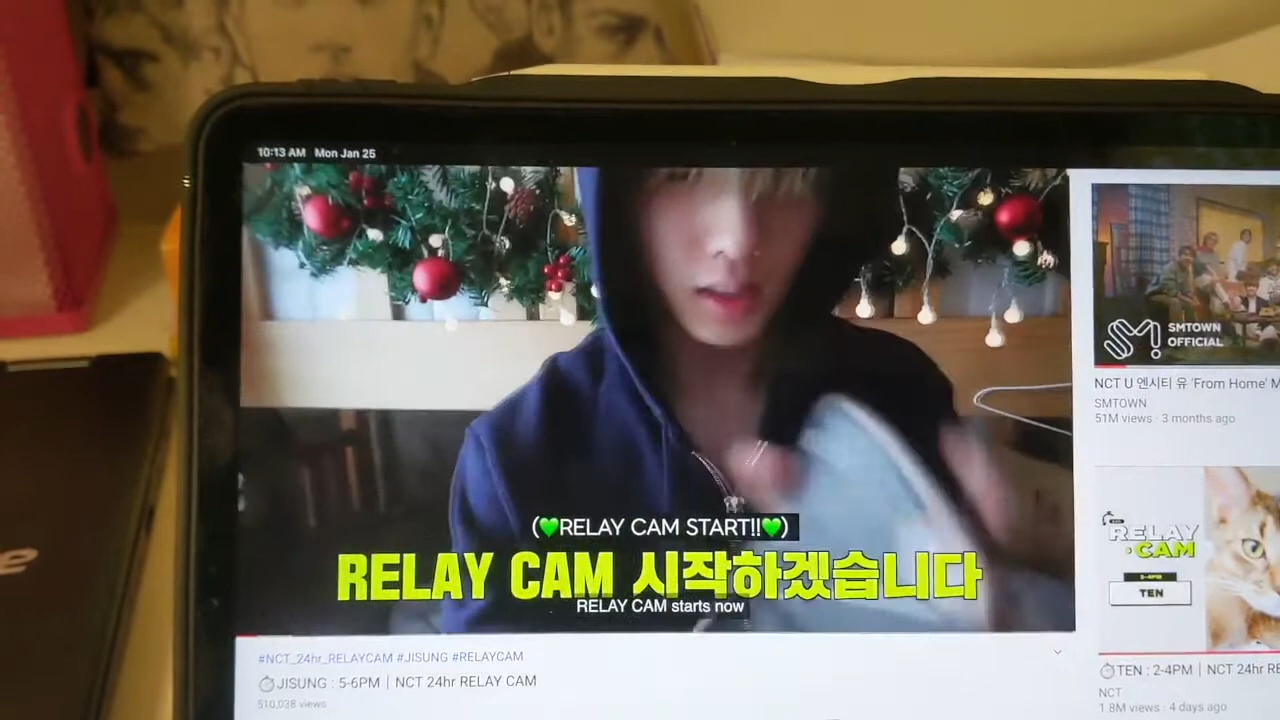 10:13 AM Mon Jan 25
(💚RELAY CAM START!!💚)
RELAY CAM 시작하겠습니다
RELAY CAM starts now
#NCT_24hr_RELAYCAM #JISUNG #RELAYCAM
⏱JISUNG : 5-6PM | NCT 24hr RELAY CAM
510,038 views
SM!
SMTOWN
OFFICIAL
NCT U 엔시티 유 'From Home' M
SMTOWN
51M views · 3 months ago
RELAY
CAM
TEN
⏱TEN : 2-4PM | NCT 24hr RE
NCT
1.8M views · 4 days ago